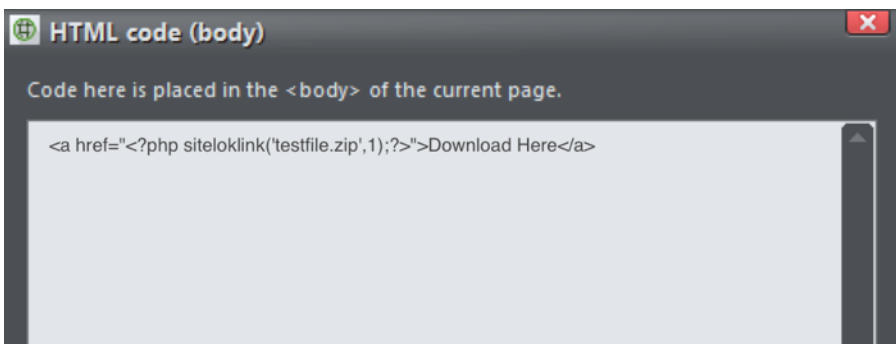 HTML code (body)
Code here is placed in the <body> of the current page.
<a href="<?php siteloklink('testfile.zip',1);?>">Download Here</a>